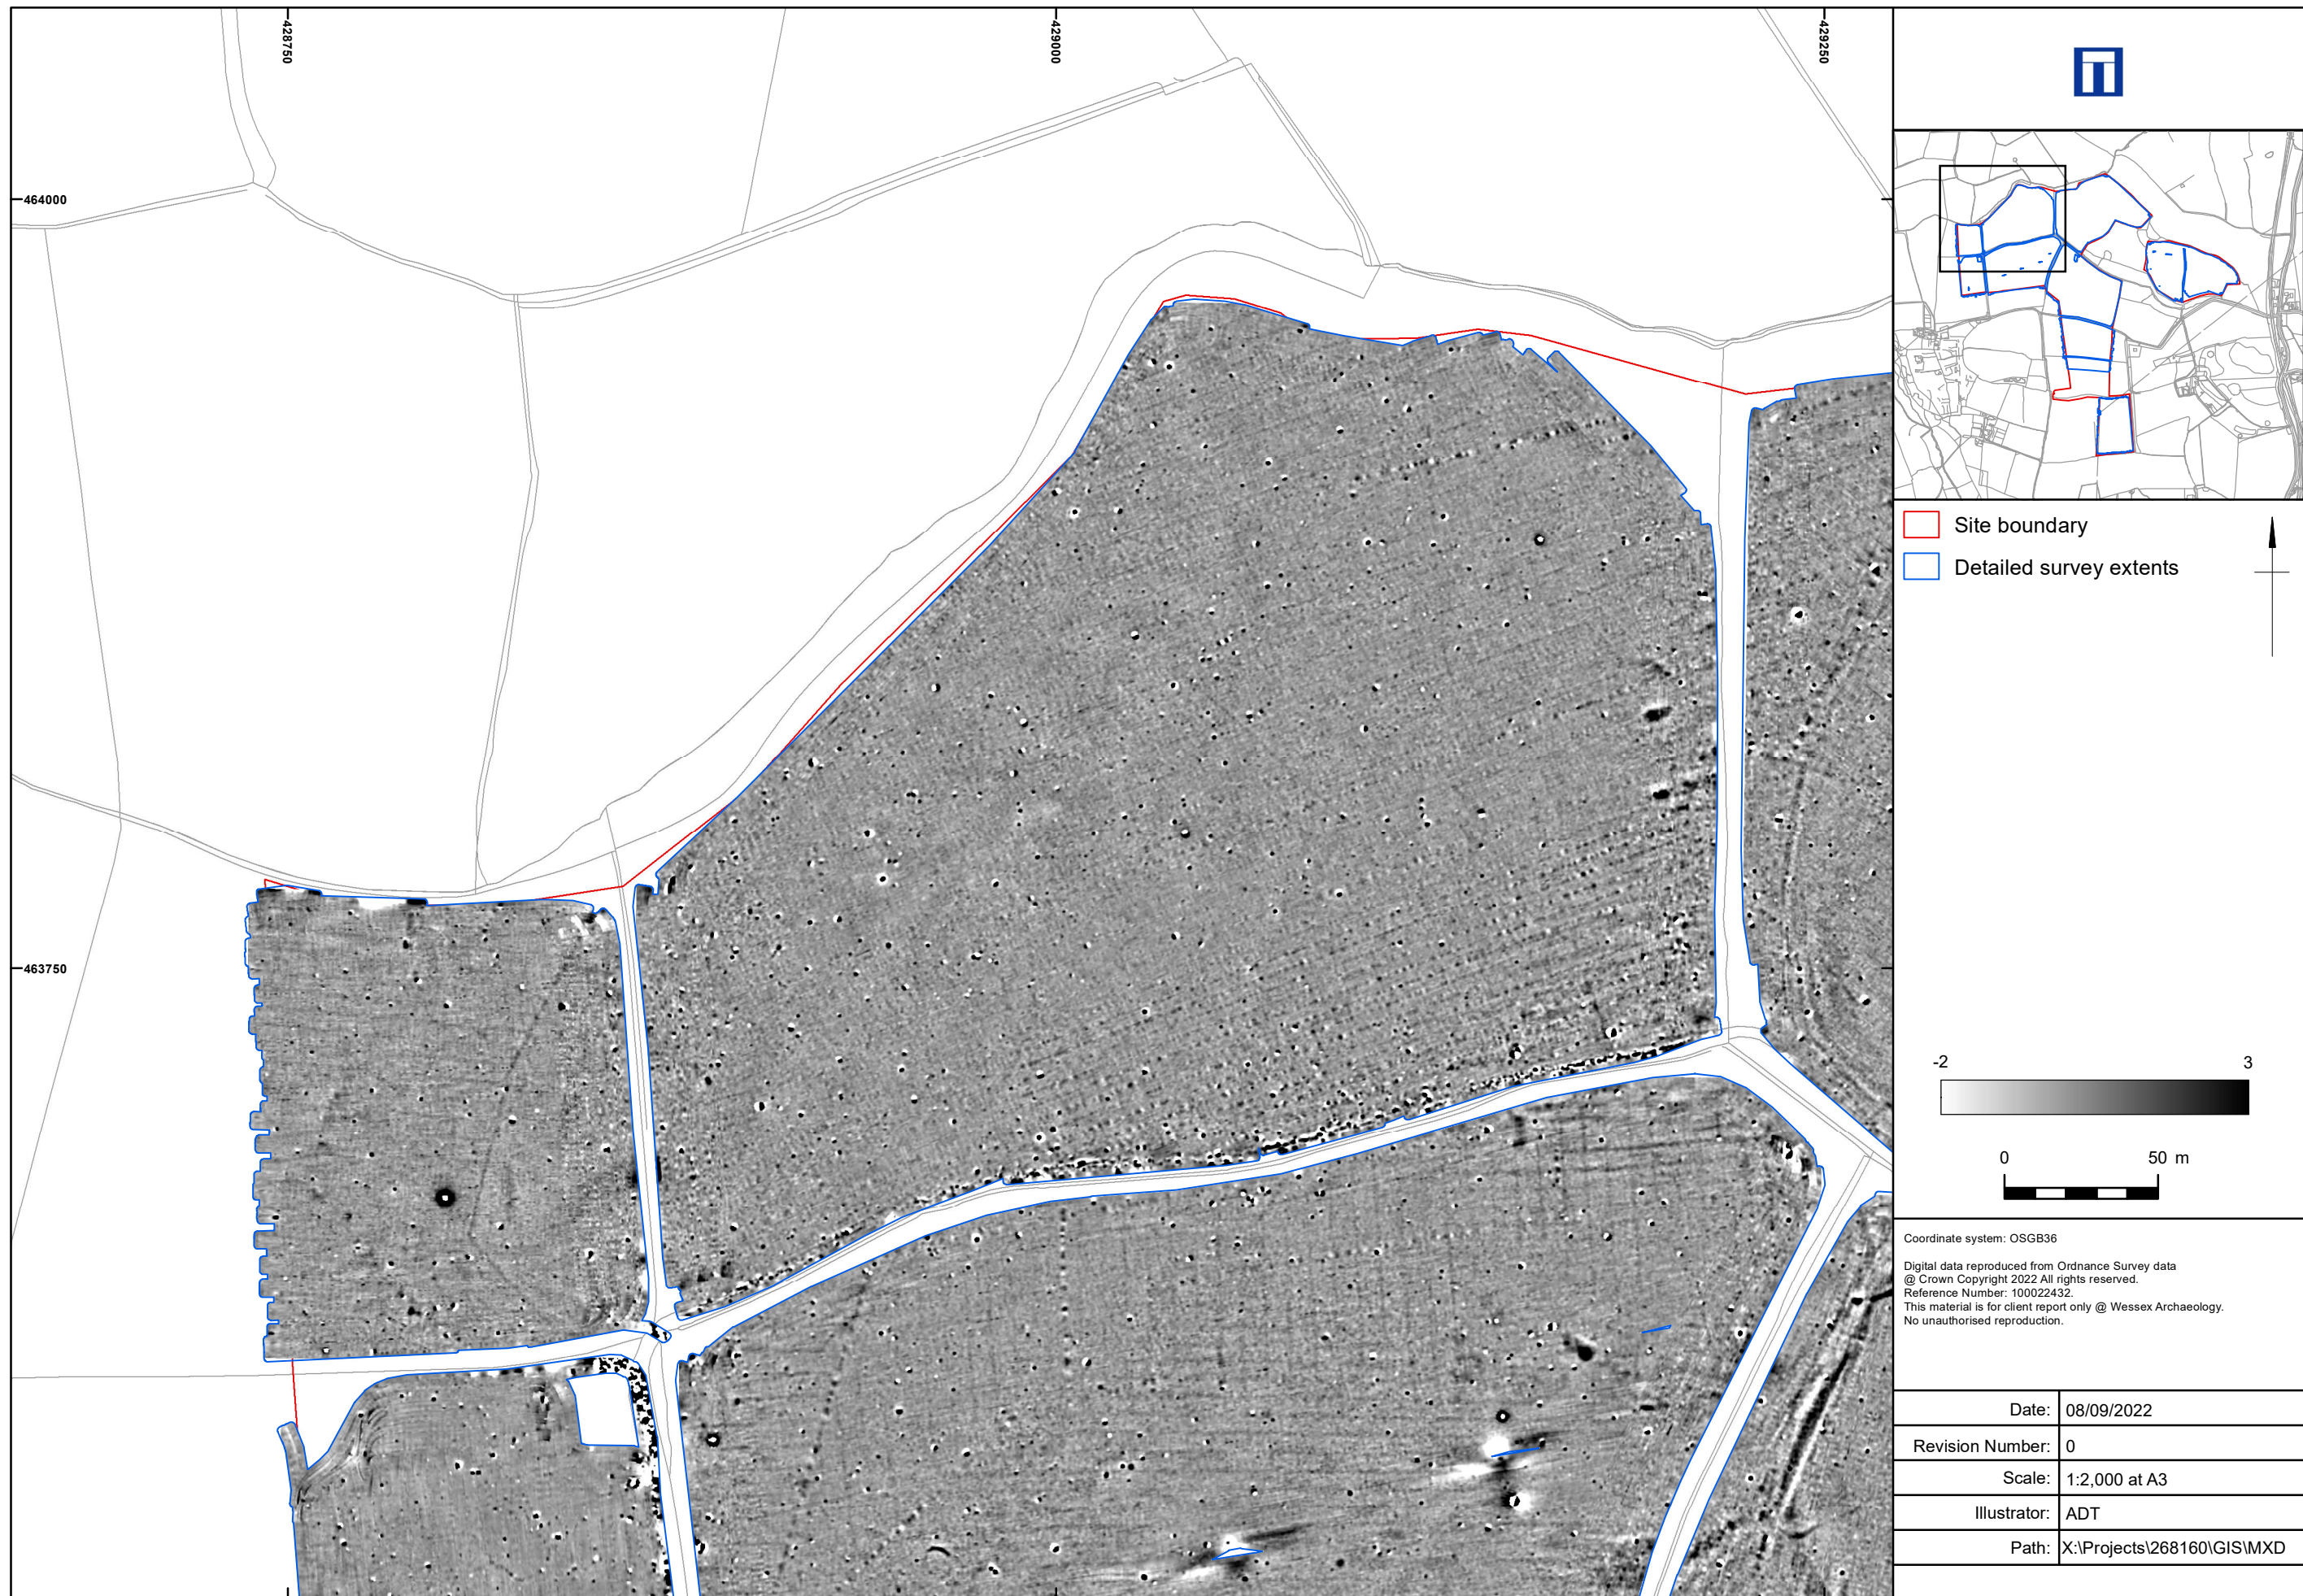 428750
429000
429250
464000
463750
Site boundary
Detailed survey extents
-2 3
0 50 m
Coordinate system: OSGB36
Digital data reproduced from Ordnance Survey data
@ Crown Copyright 2022 All rights reserved.
Reference Number: 100022432.
This material is for client report only @ Wessex Archaeology.
No unauthorised reproduction.
Date: 08/09/2022
Revision Number: 0
Scale: 1:2,000 at A3
Illustrator: ADT
Path: X:\Projects\268160\GIS\MXD